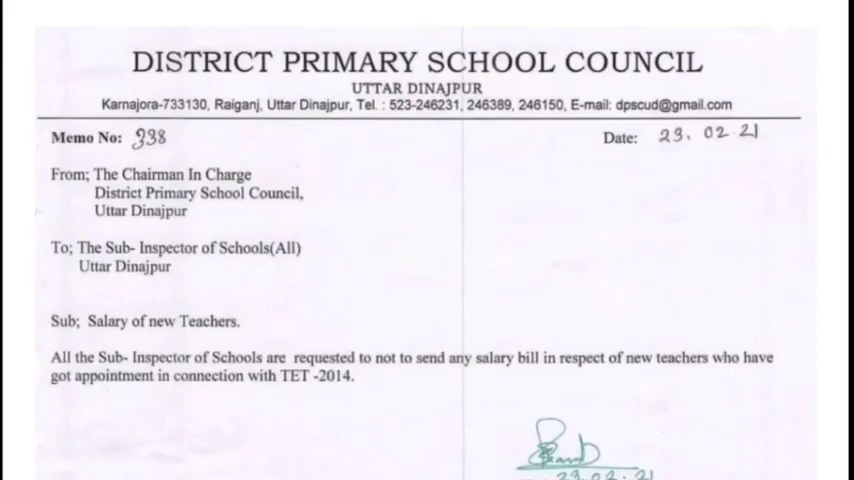 DISTRICT PRIMARY SCHOOL COUNCIL
UTTAR DINAJPUR
Karnajora-733130, Raiganj, Uttar Dinajpur, Tel. : 523-246231, 246389, 246150, E-mail: dpscud@gmail.com
Memo No: 338 Date: 23.02.21
From; The Chairman In Charge
District Primary School Council,
Uttar Dinajpur
To; The Sub- Inspector of Schools(All)
Uttar Dinajpur
Sub; Salary of new Teachers.
All the Sub- Inspector of Schools are requested to not to send any salary bill in respect of new teachers who have
got appointment in connection with TET -2014.
23.02.21